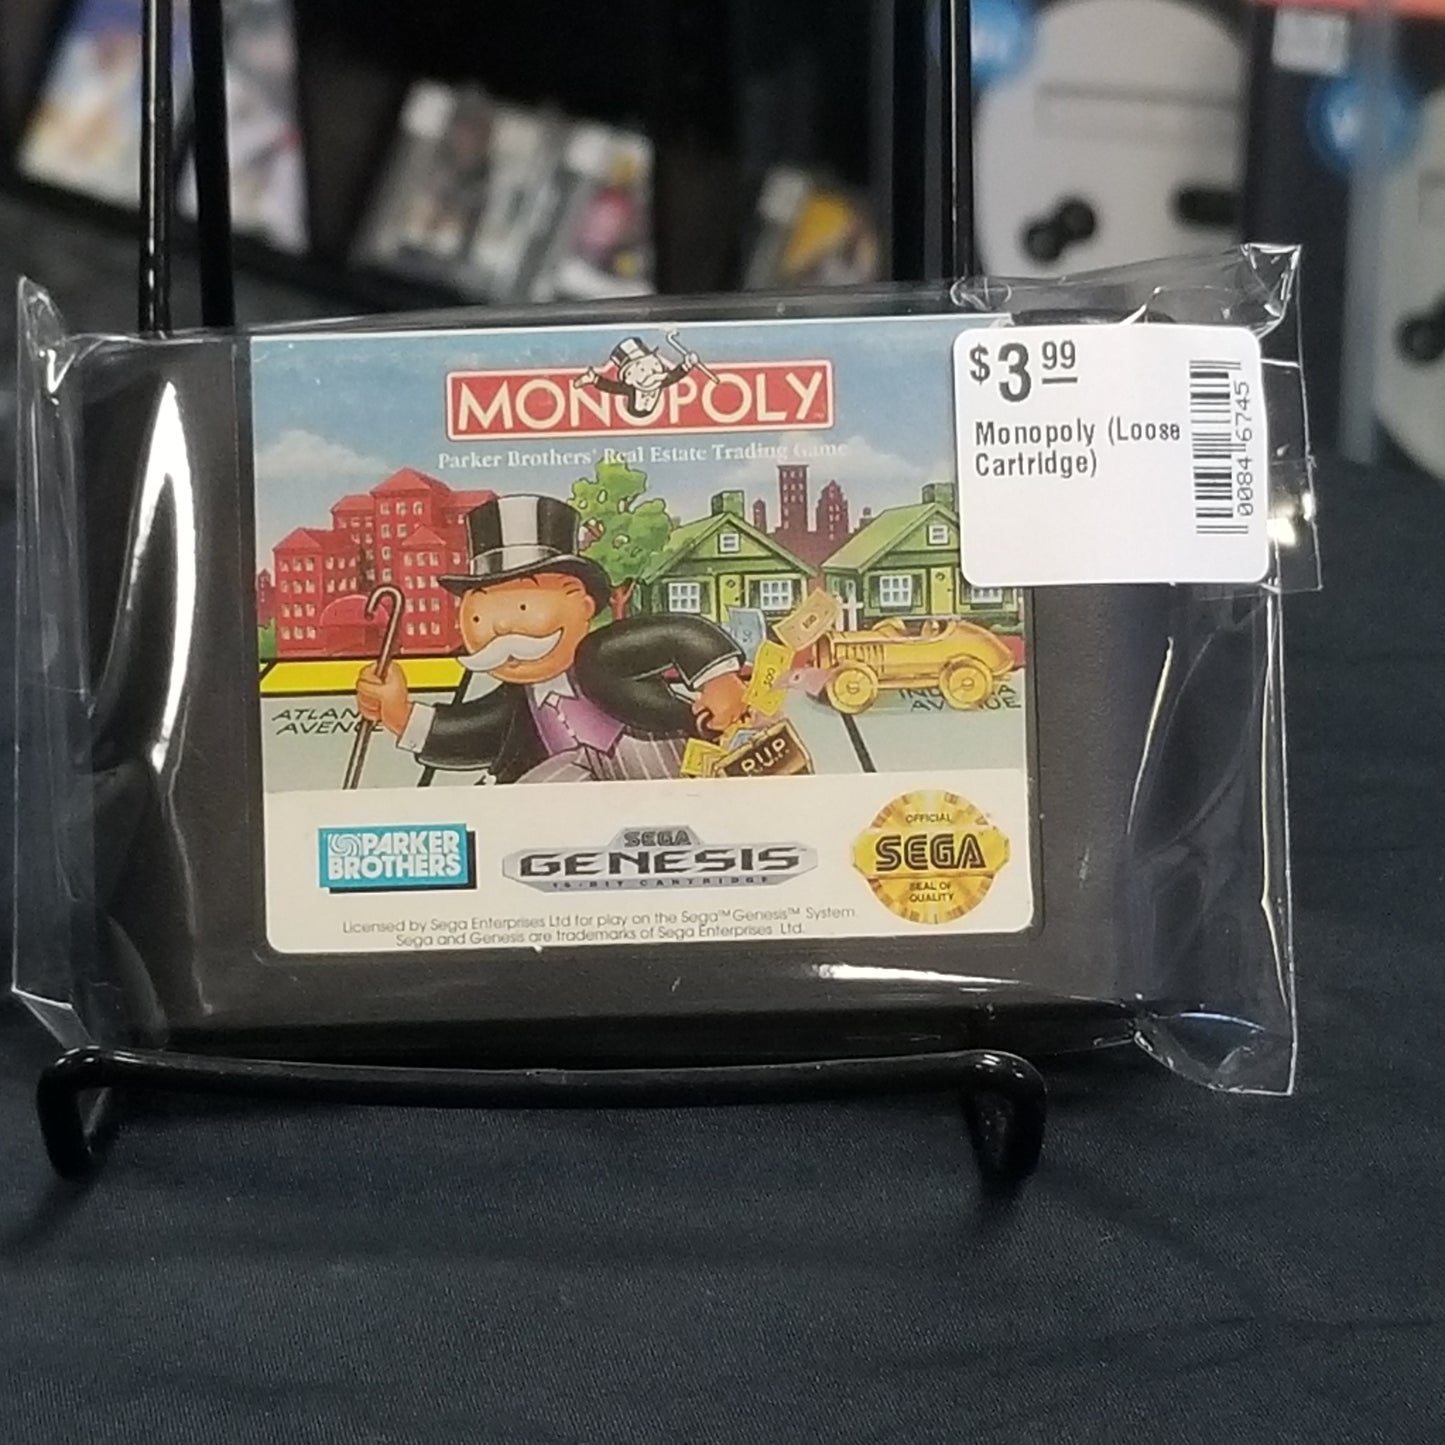 $3 99
Monopoly (Loose
Cartridge)
00846745
MONOPOLY
Parker Brothers' Real Estate Trading Game
ATLAN
AVENUE
AV UE
R.U.P.
PARKER
BROTHERS
SEGA
GENESIS
16-BIT CARTRIDGE
OFFICIAL
SEGA
SEAL OF
QUALITY
Licensed by Sega Enterprises Ltd for play on the Sega™ Genesis™ System.
Sega and Genesis are trademarks of Sega Enterprises Ltd.